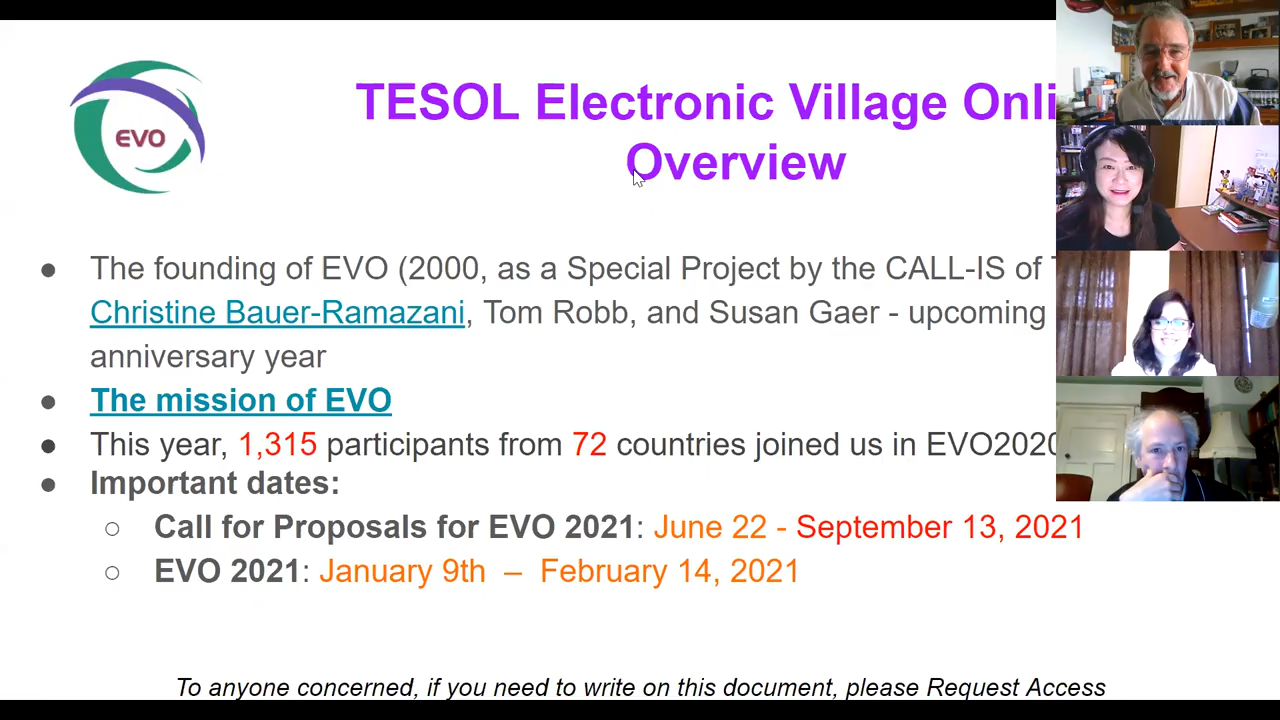 EVO
TESOL Electronic Village Onli
Overview
● The founding of EVO (2000, as a Special Project by the CALL-IS of T
Christine Bauer-Ramazani, Tom Robb, and Susan Gaer - upcoming
anniversary year
● The mission of EVO
● This year, 1,315 participants from 72 countries joined us in EVO2020
● Important dates:
○ Call for Proposals for EVO 2021: June 22 - September 13, 2021
○ EVO 2021: January 9th – February 14, 2021
To anyone concerned, if you need to write on this document, please Request Access